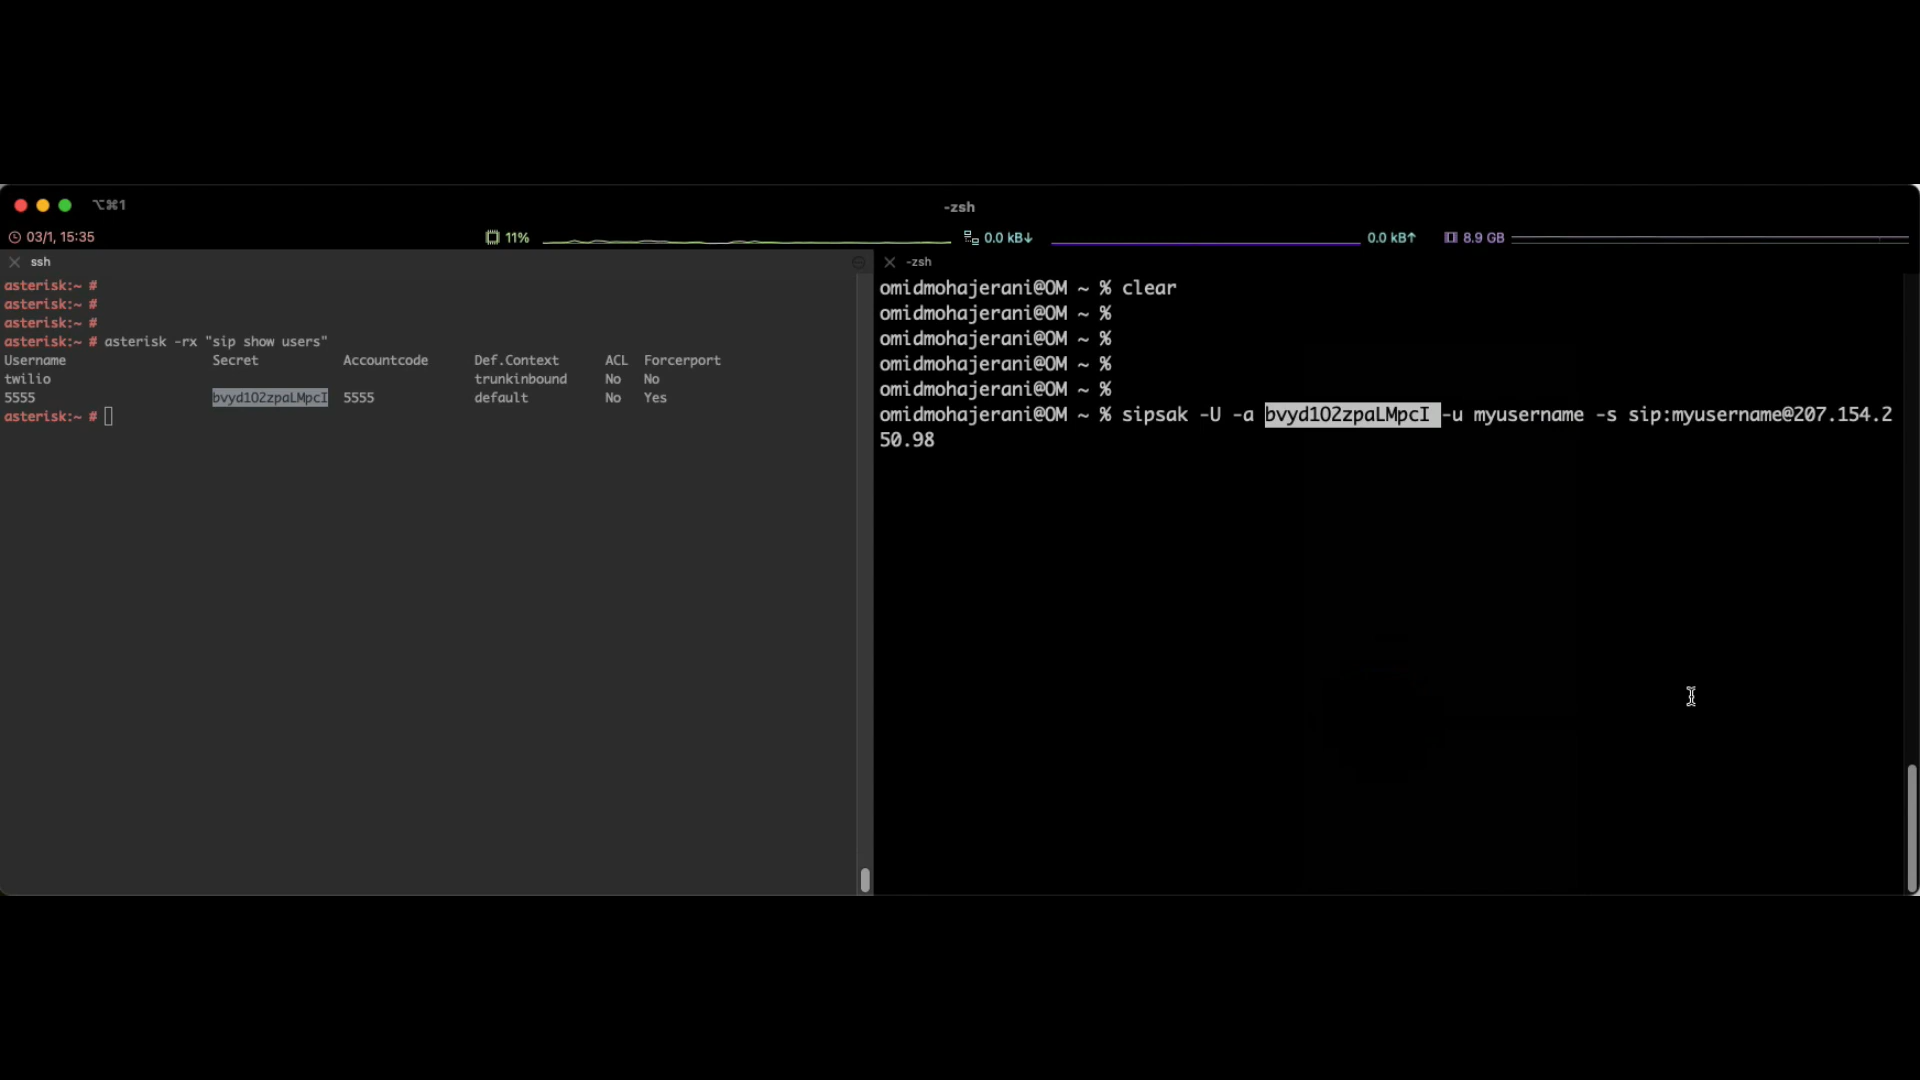 ⌥⌘1
-zsh
03/1, 15:35
11%
0.0 kB↓
0.0 kB↑
8.9 GB
ssh
asterisk:~ #
asterisk:~ #
asterisk:~ #
asterisk:~ # asterisk -rx "sip show users"
Username Secret Accountcode Def.Context ACL Forcerport
twilio trunkinbound No No
5555 bvyd1O2zpaLMpcI 5555 default No Yes
asterisk:~ #
-zsh
omidmohajerani@OM ~ % clear
omidmohajerani@OM ~ %
omidmohajerani@OM ~ %
omidmohajerani@OM ~ %
omidmohajerani@OM ~ %
omidmohajerani@OM ~ % sipsak -U -a bvyd1O2zpaLMpcI -u myusername -s sip:myusername@207.154.2
50.98